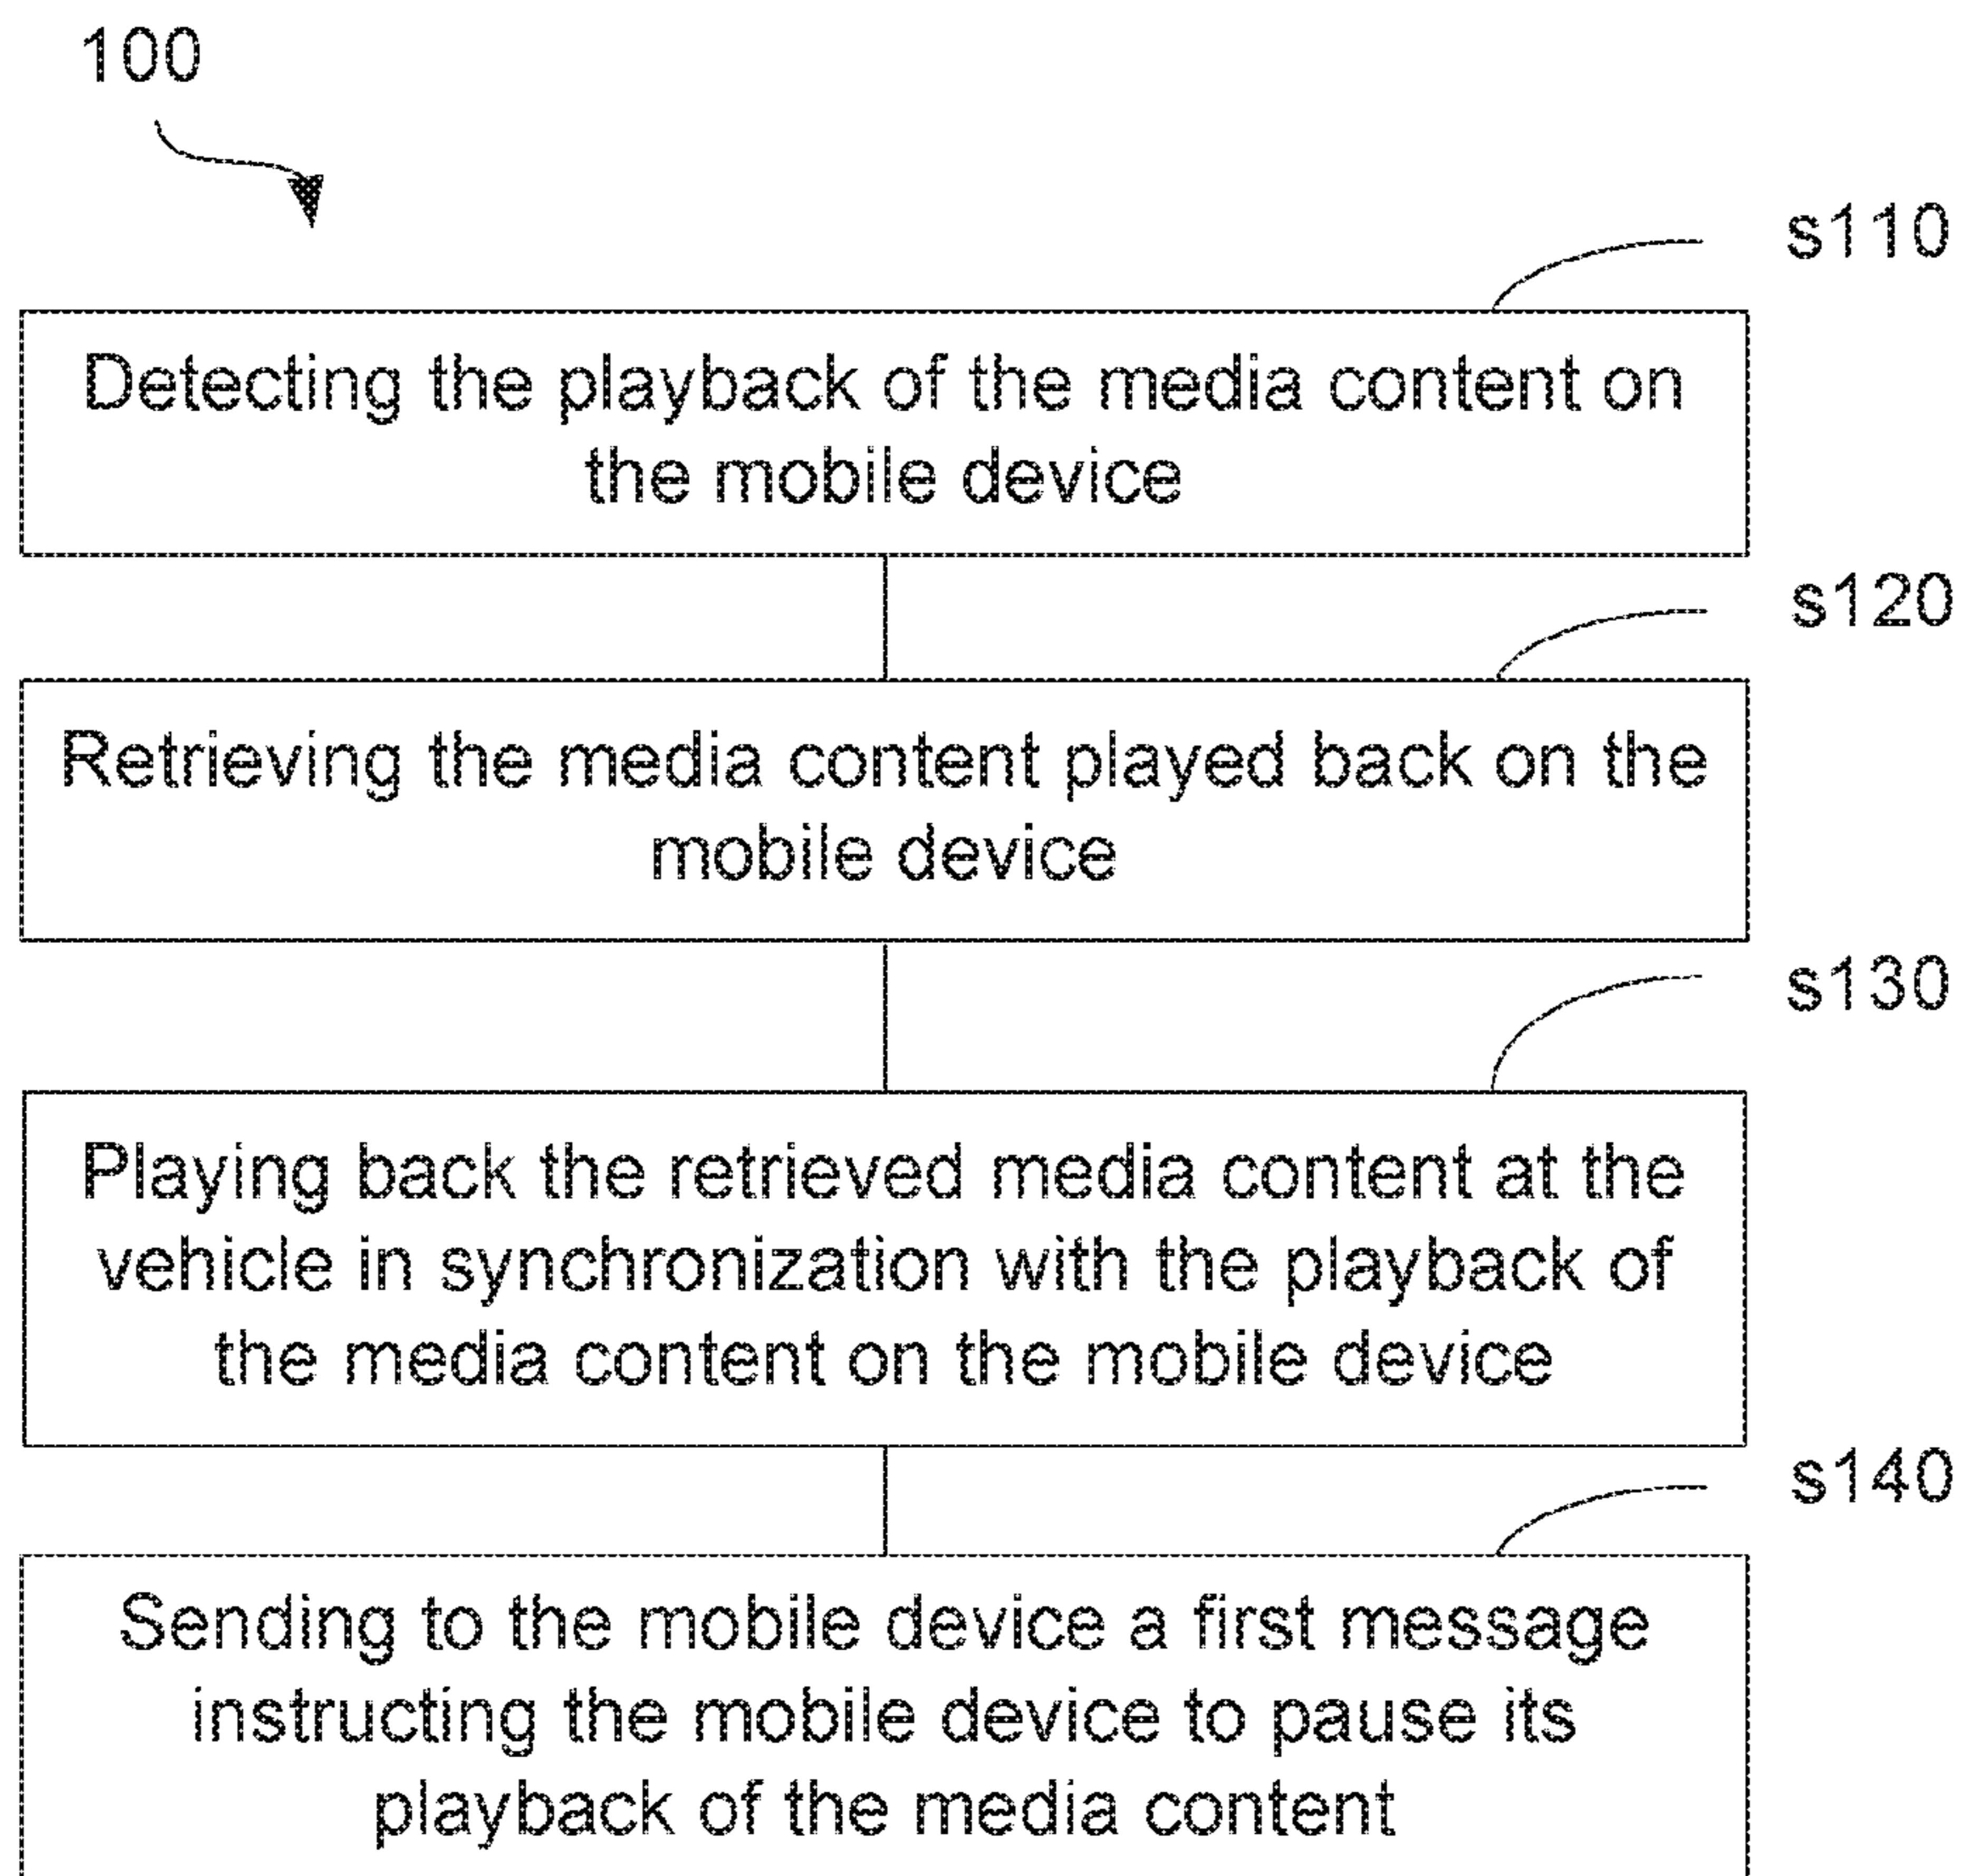 100
s110
Detecting the playback of the media content on
the mobile device
s120
Retrieving the media content played back on the
mobile device
s130
Playing back the retrieved media content at the
vehicle in synchronization with the playback of
the media content on the mobile device
s140
Sending to the mobile device a first message
instructing the mobile device to pause its
playback of the media content